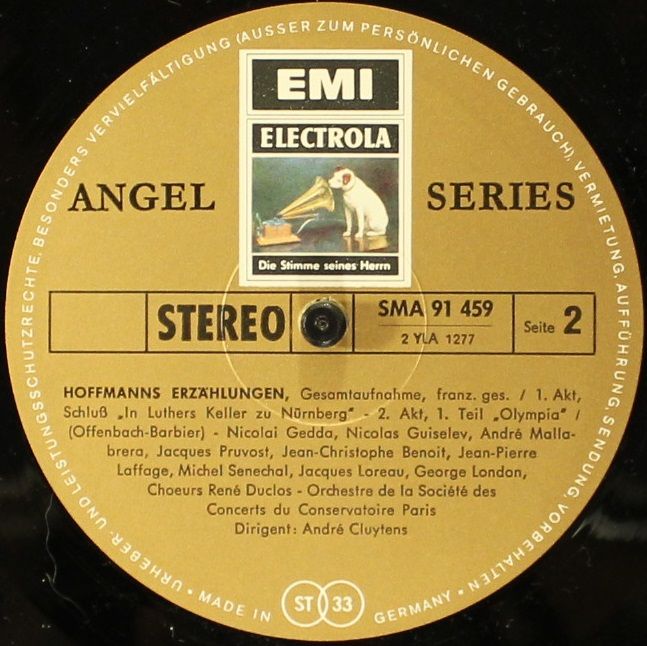 URHEBER- UND LEISTUNGSSCHUTZRECHTE, BESONDERS VERVIELFÄLTIGUNG (AUSSER ZUM PERSÖNLICHEN GEBRAUCH), VERMIETUNG, AUFFÜHRUNG, SENDUNG, VORBEHALTEN •
EMI
ELECTROLA
ANGEL SERIES
Die Stimme seines Herrn
STEREO
SMA 91 459
2 YLA 1277
Seite 2
HOFFMANNS ERZÄHLUNGEN, Gesamtaufnahme, franz. ges. / 1. Akt,
Schluß „In Luthers Keller zu Nürnberg" - 2. Akt, 1. Teil „Olympia" /
(Offenbach-Barbier) - Nicolai Gedda, Nicolas Guiselev, André Malla-
brera, Jacques Pruvost, Jean-Christophe Benoit, Jean-Pierre
Laffage, Michel Senechal, Jacques Loreau, George London,
Choeurs René Duclos - Orchestre de la Société des
Concerts du Conservatoire Paris
Dirigent: André Cluytens
• MADE IN ST 33 GERMANY •